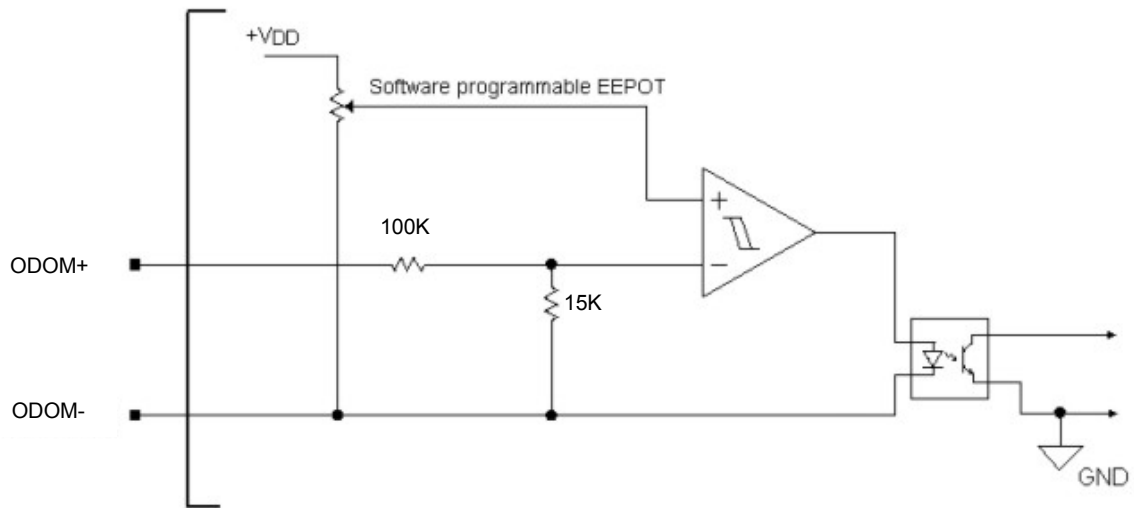 +VDD
Software programmable EEPOT
100K
ODOM+
15K
ODOM-
GND